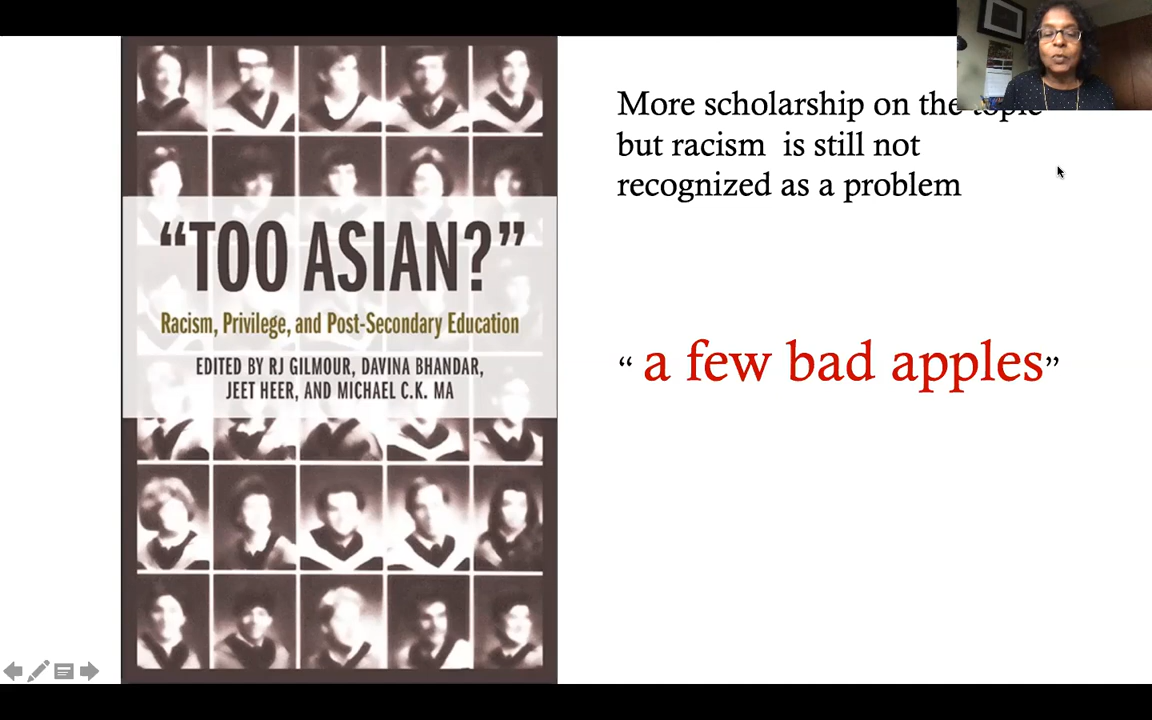 “TOO ASIAN?”
Racism, Privilege, and Post-Secondary Education
EDITED BY RJ GILMOUR, DAVINA BHANDAR,
JEET HEER, AND MICHAEL C.K. MA
More scholarship on the topic
but racism is still not
recognized as a problem
“ a few bad apples”